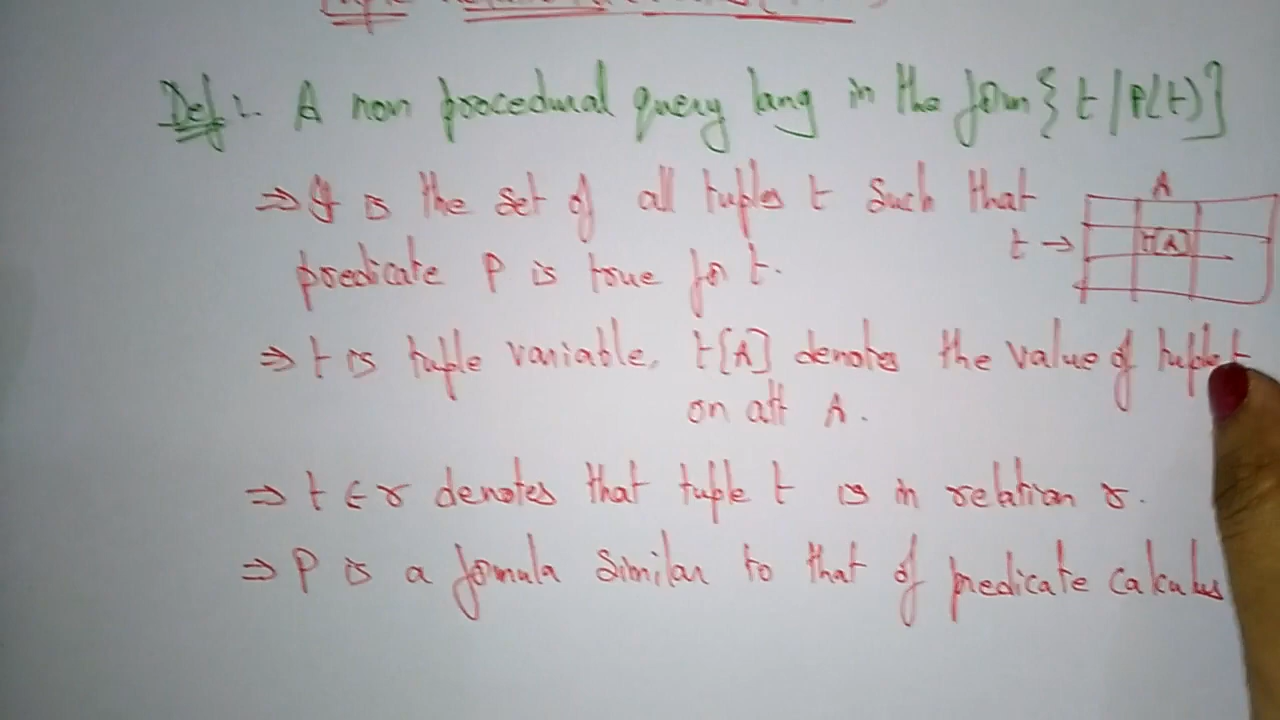 Def:- A non procedural query lang in the form { t / P(t) }
⇒ It is the set of all tuples t such that
predicate P is true for t.
A
t →
t[A]
⇒ t is tuple variable, t[A] denotes the value of tuple t
on att A.
⇒ t ∈ r denotes that tuple t is in relation r.
⇒ P is a formula similar to that of predicate calculus